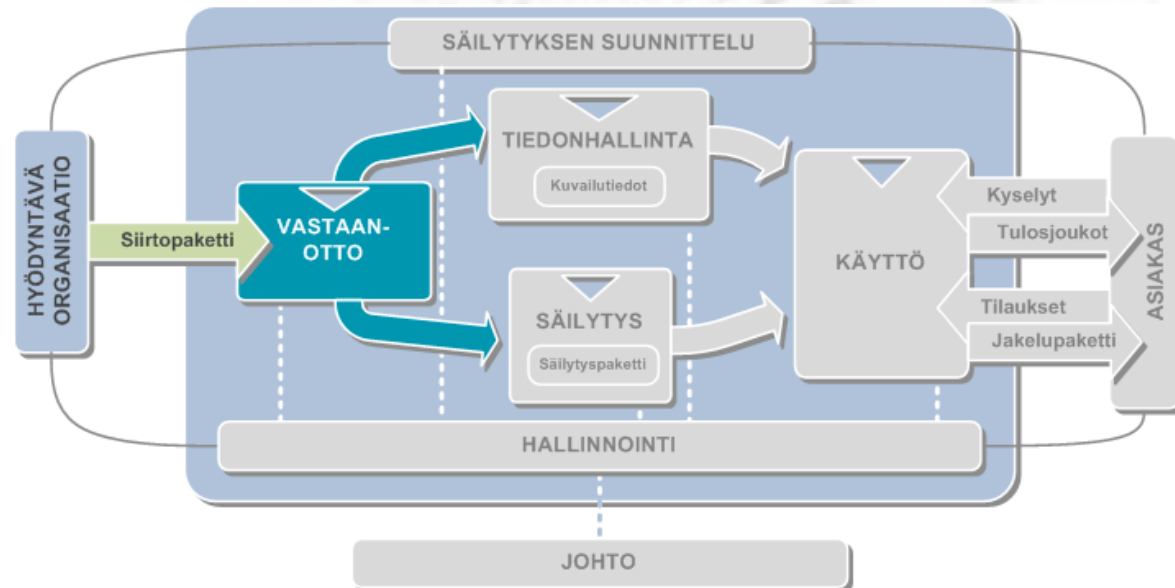 SÄILYTYKSEN SUUNNITTELU
HYÖDYNTÄVÄ
ORGANISAATIO
Siirtopaketti
VASTAAN-
OTTO
TIEDONHALLINTA
Kuvailutiedot
SÄILYTYS
Säilytyspaketti
KÄYTTÖ
Kyselyt
Tulosjoukot
Tilaukset
Jakelupaketti
ASIAKAS
HALLINNOINTI
JOHTO